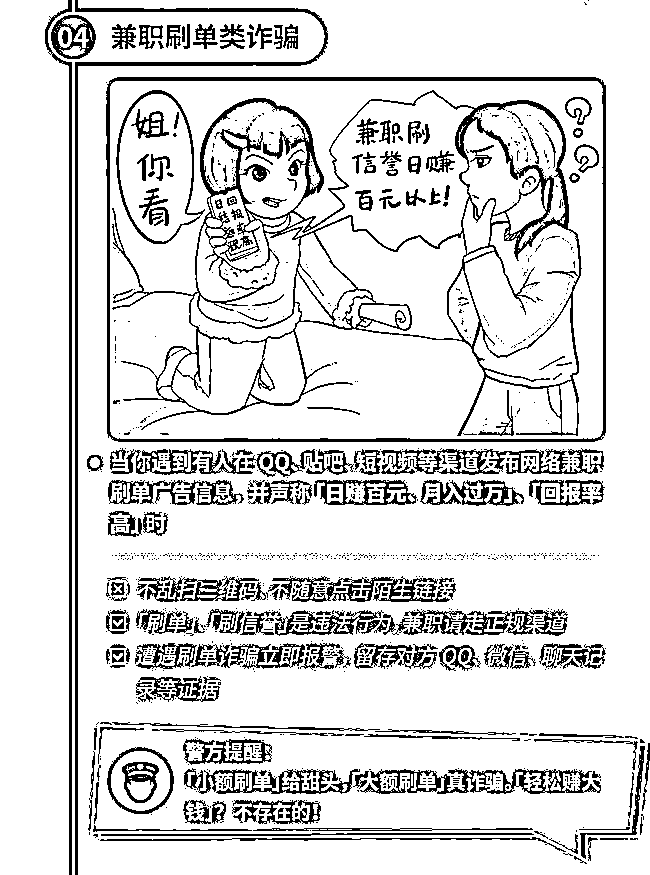 04 兼职刷单类诈骗
姐!
你
看
日回
结报
兼职刷
信誉日赚
百元以上!
当你遇到有人在QQ、贴吧、短视频等渠道发布网络兼职
刷单广告信息,并声称「日赚百元、月入过万」、「回报率
高」时
不乱扫二维码、不随意点击陌生链接
「刷单」、「刷信誉」是违法行为,兼职请走正规渠道
遭遇刷单诈骗立即报警,留存对方QQ、微信、聊天记
录等证据
警方提醒:
「小额刷单」给甜头,「大额刷单」真诈骗,「轻松赚大
钱」?不存在的!